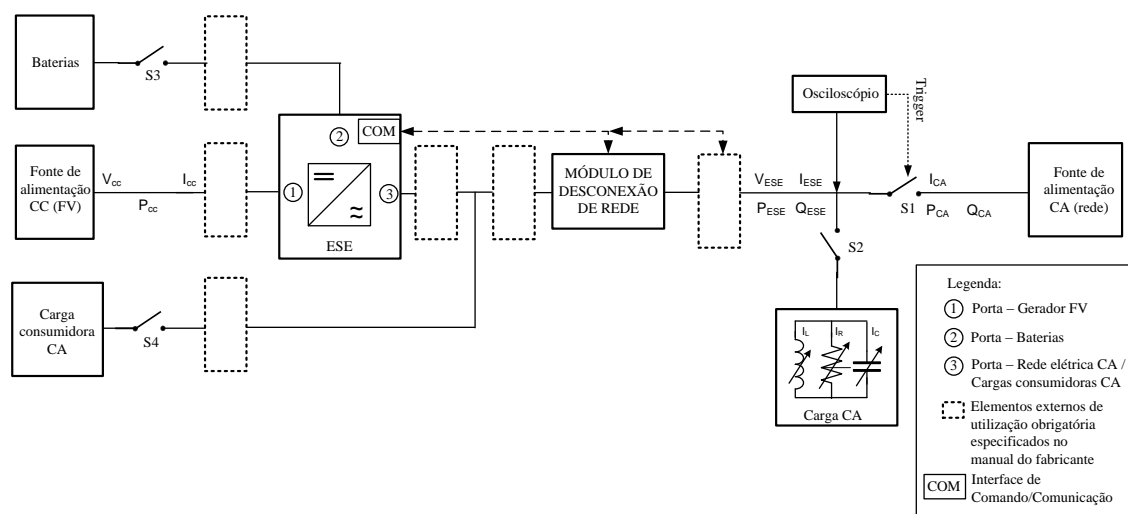 Baterias
S3
Osciloscópio
Trigger
2
COM
Fonte de
alimentação
CC (FV)
Vcc
Icc
Pcc
1
3
ESE
MÓDULO DE
DESCONEXÃO
DE REDE
VESE
IESE
PESE
QESE
S1
ICA
PCA
QCA
Fonte de
alimentação
CA (rede)
S2
Carga
consumidora
CA
S4
IL
IR
IC
Carga CA
Legenda:
1 Porta – Gerador FV
2 Porta – Baterias
3 Porta – Rede elétrica CA /
Cargas consumidoras CA
Elementos externos de
utilização obrigatória
especificados no
manual do fabricante
COM Interface de
Comando/Comunicação